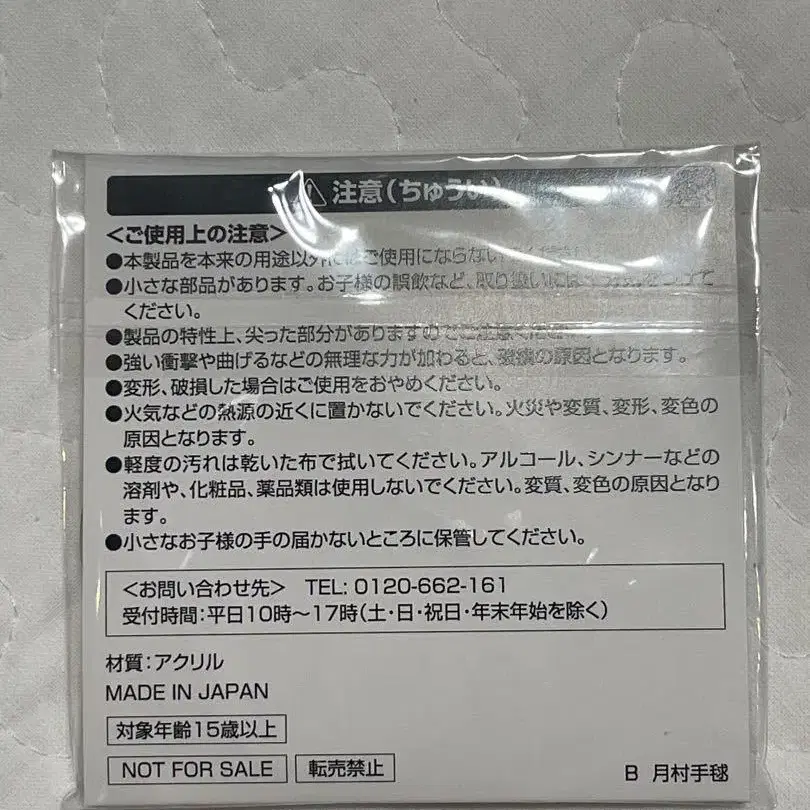 ⚠注意(ちゅうい)
<ご使用上の注意>
●本製品を本来の用途以外にはご使用にならない
●小さな部品があります。お子様の誤飲など、取り扱いには十分気をつけて
ください。
●製品の特性上、尖った部分がありますのでご注意ください
●強い衝撃や曲げるなどの無理な力が加わると、破損の原因となります。
●変形、破損した場合はご使用をおやめください。
●火気などの熱源の近くに置かないでください。火災や変質、変形、変色の
原因となります。
●軽度の汚れは乾いた布で拭いてください。アルコール、シンナーなどの
溶剤や、化粧品、薬品類は使用しないでください。変質、変色の原因となり
ます。
●小さなお子様の手の届かないところに保管してください。
<お問い合わせ先> TEL: 0120-662-161
受付時間:平日10時〜17時(土・日・祝日・年末年始を除く)
材質:アクリル
MADE IN JAPAN
対象年齢15歳以上
NOT FOR SALE 転売禁止
B 月村手毬